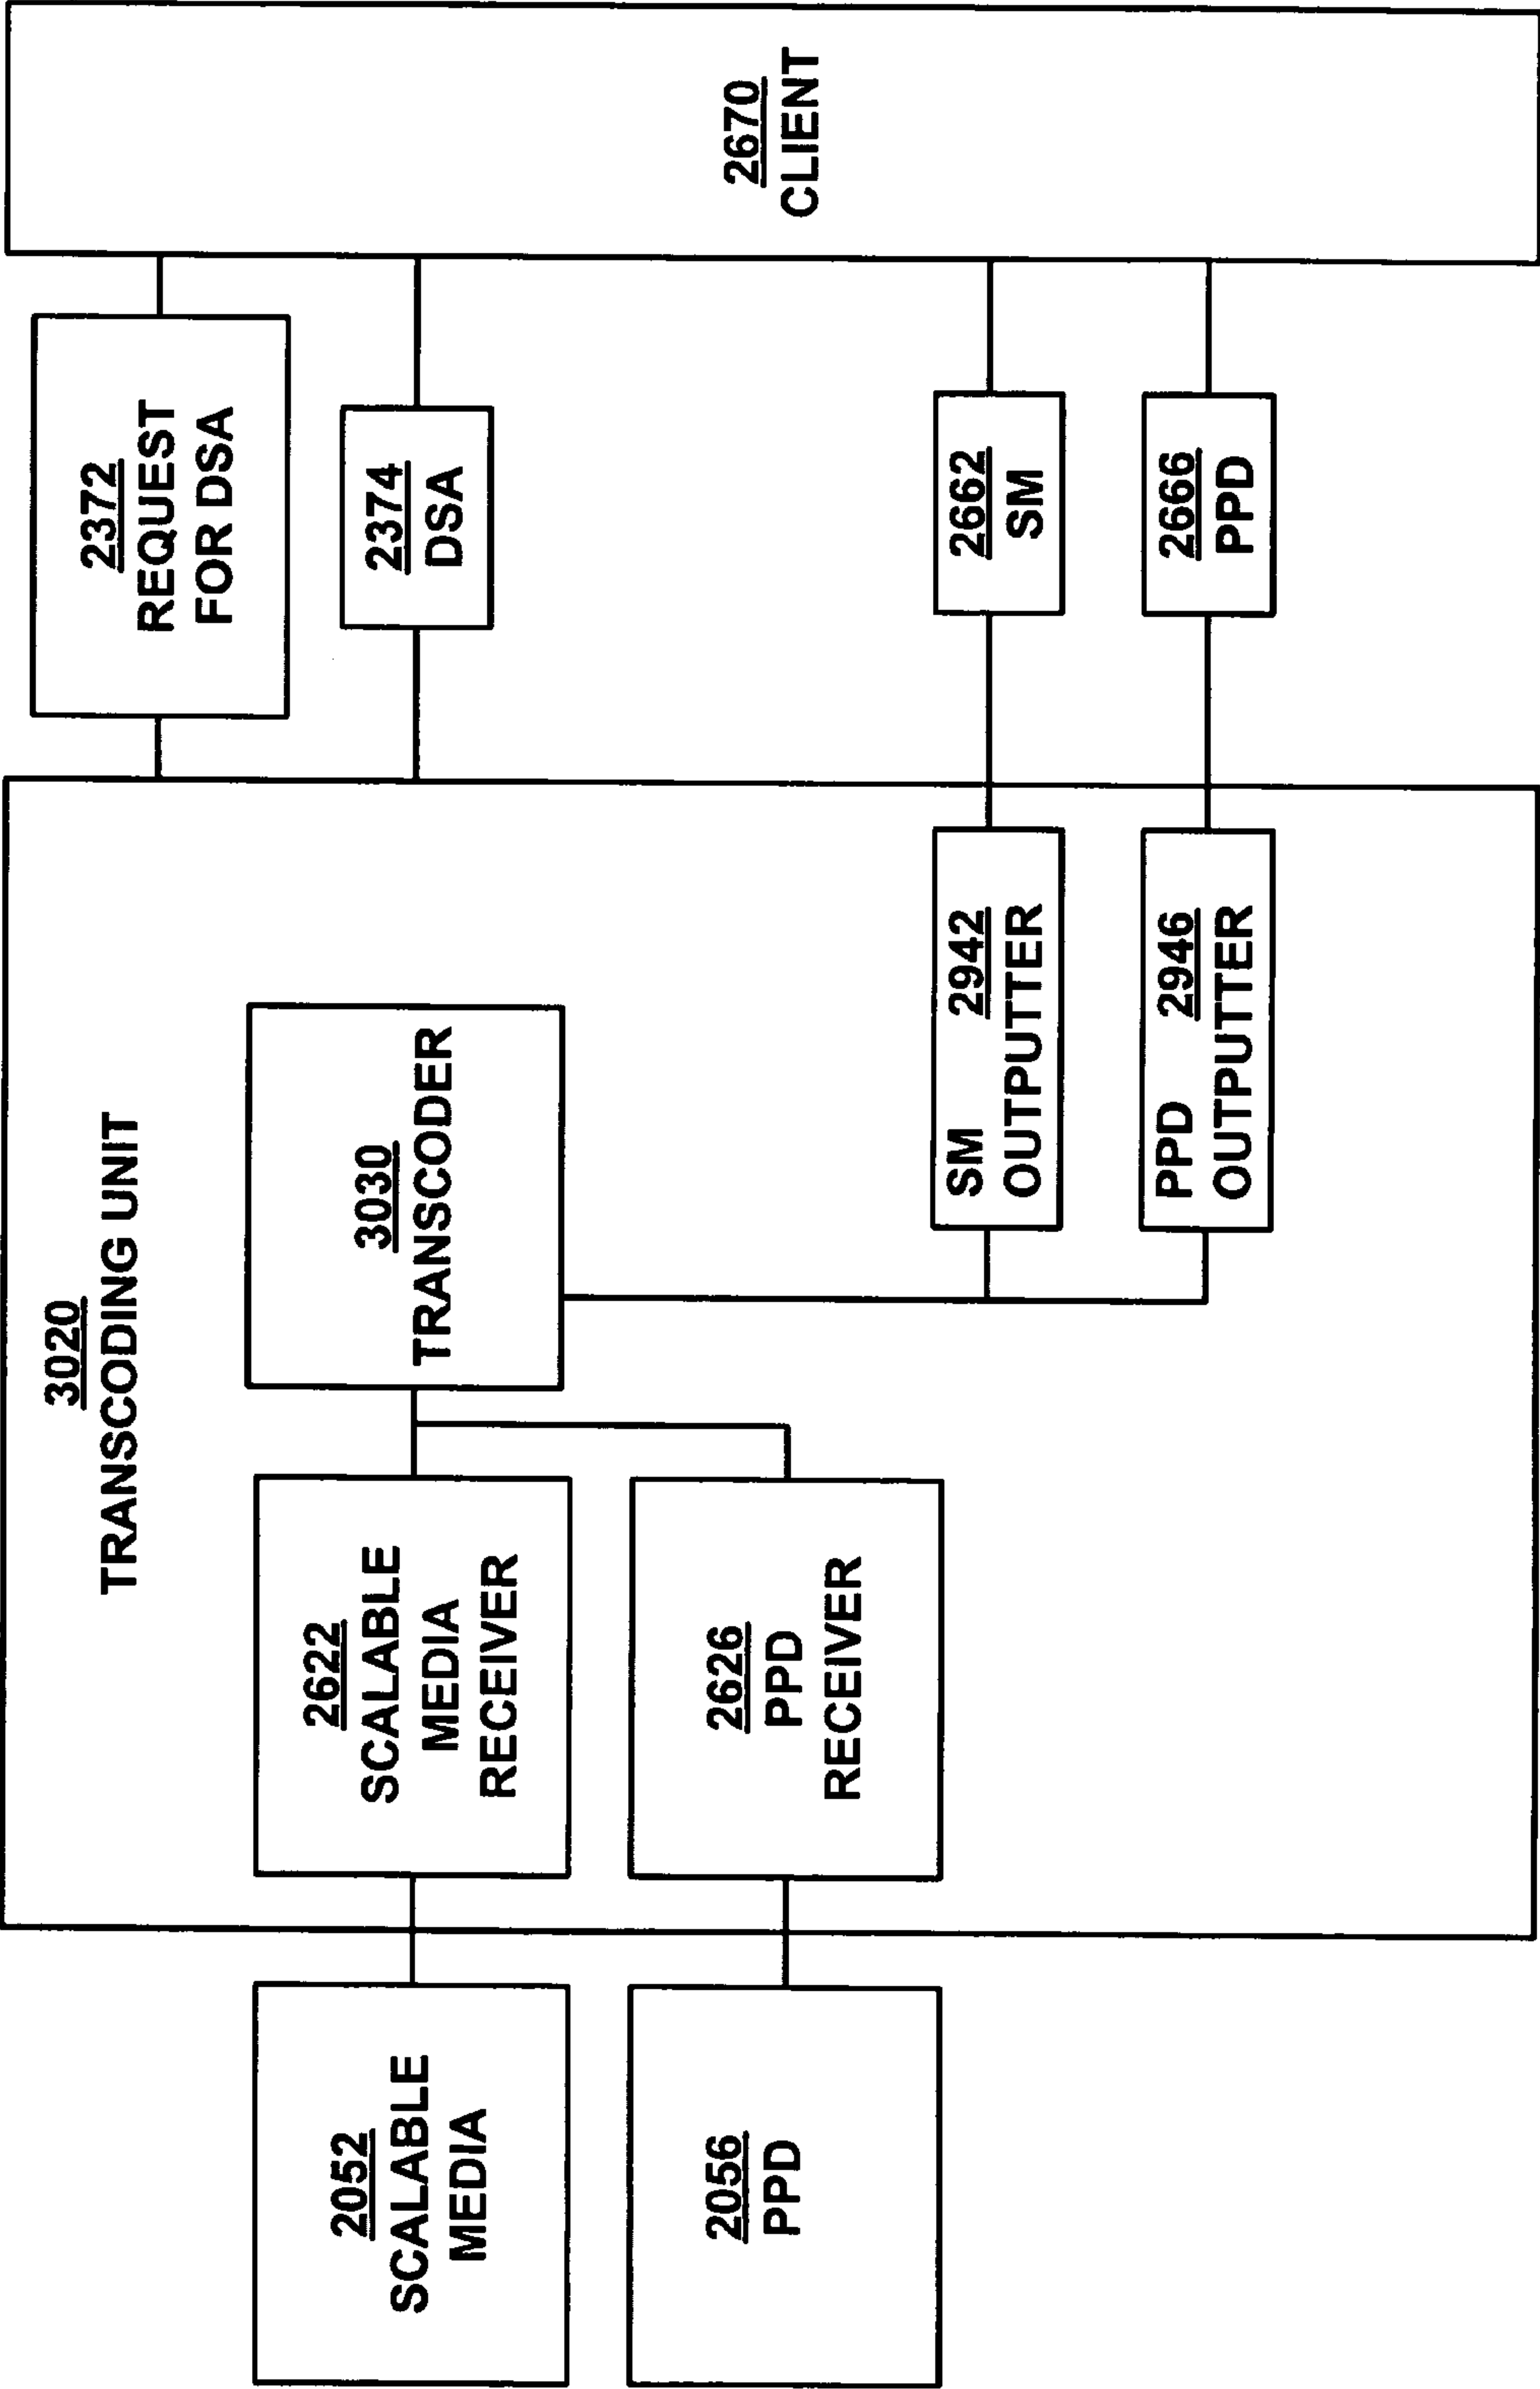 3020
TRANSCODING UNIT
2052
SCALABLE
MEDIA
2056
PPD
2622
SCALABLE
MEDIA
RECEIVER
2626
PPD
RECEIVER
3030
TRANSCODER
SM 2942
OUTPUTTER
PPD 2946
OUTPUTTER
2372
REQUEST
FOR DSA
2374
DSA
2662
SM
2666
PPD
2670
CLIENT